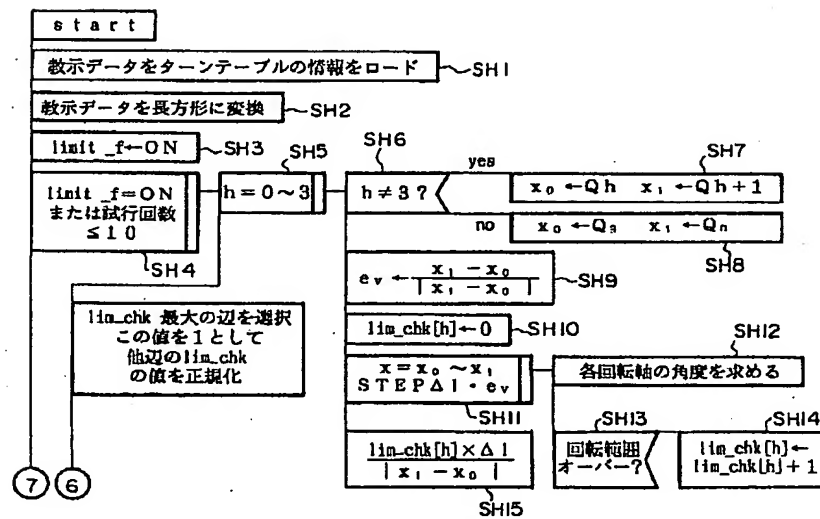 start
教示データをターンテーブルの情報をロード
SH1
教示データを長方形に変換
SH2
limit_f←ON
SH3
limit_f=ON
または試行回数
≦10
SH4
h=0~3
SH5
h≠3?
SH6
yes
x₀←Qh x₁←Qh+1
SH7
no
x₀←Q₃ x₁←Q₀
SH8
e_v← x₁-x₀
|x₁-x₀|
SH9
lim_chk[h]←0
SH10
x=x₀~x₁
STEPΔl・e_v
SH11
各回転軸の角度を求める
SH12
回転範囲
オーバー?
SH13
lim_chk[h]←
lim_chk[h]+1
SH14
lim_chk[h]×Δl
|x₁-x₀|
SH15
lim_chk 最大の辺を選択
この値を1として
他辺のlim_chk
の値を正規化
7 6